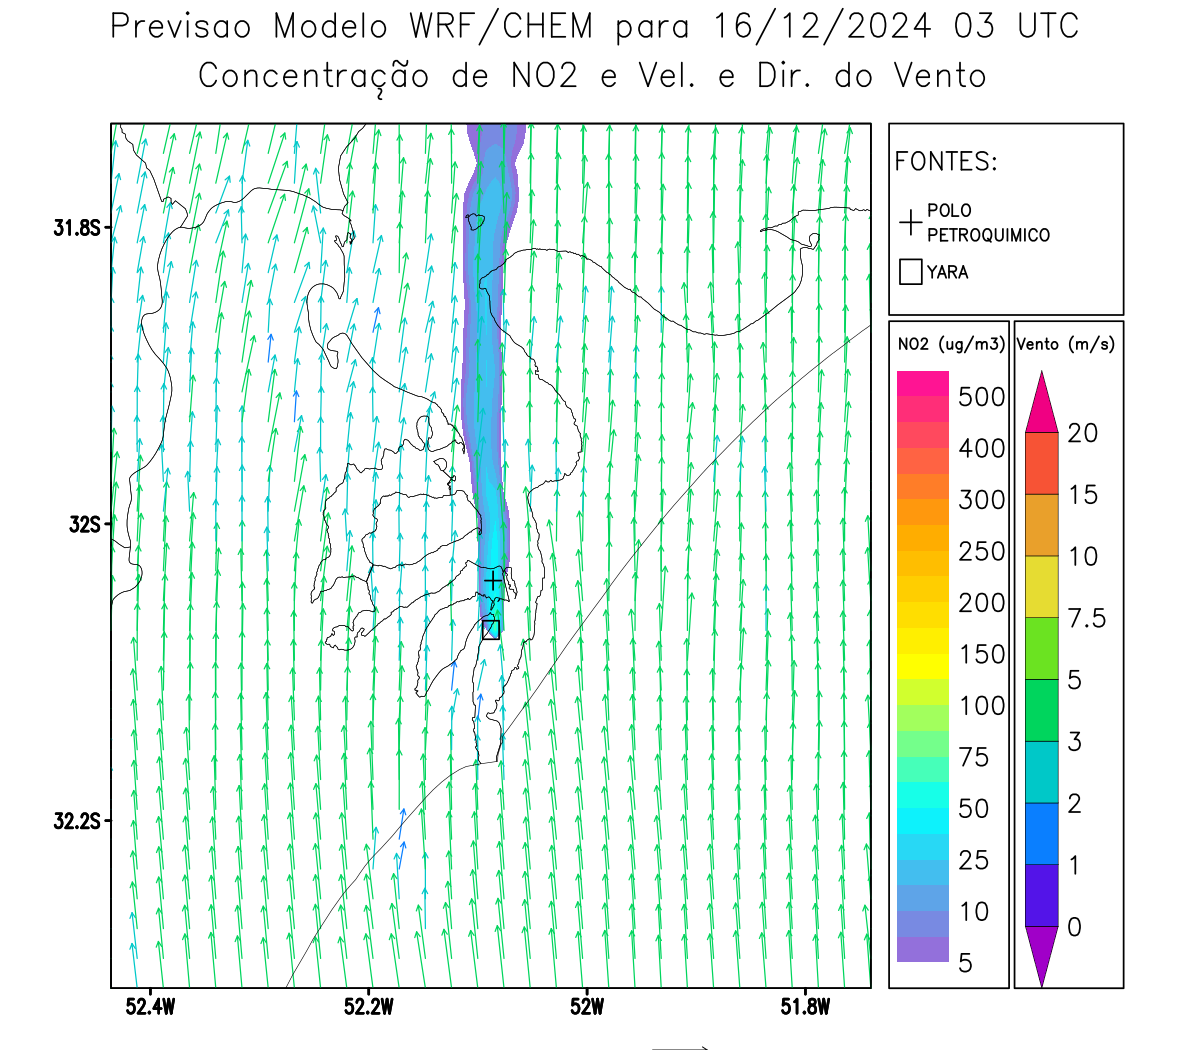 Previsao Modelo WRF/CHEM para 16/12/2024 03 UTC
Concentração de NO2 e Vel. e Dir. do Vento
FONTES:
POLO
PETROQUIMICO
YARA
NO2 (ug/m3)
500
400
300
250
200
150
100
75
50
25
10
5
Vento (m/s)
20
15
10
7.5
5
3
2
1
0
31.8S
32S
32.2S
52.4W
52.2W
52W
51.8W